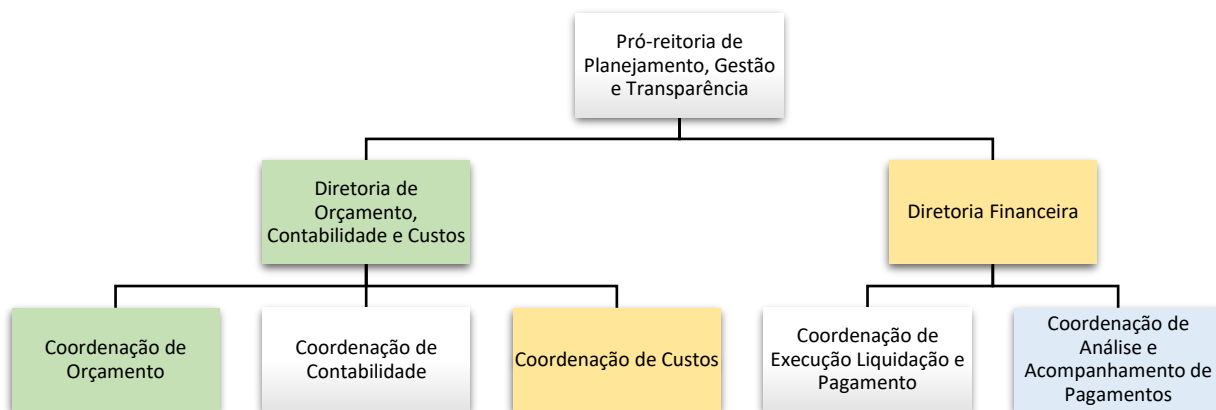 Pró-reitoria de
Planejamento, Gestão
e Transparência
Diretoria de
Orçamento,
Contabilidade e Custos
Diretoria Financeira
Coordenação de
Orçamento
Coordenação de
Contabilidade
Coordenação de Custos
Coordenação de
Execução Liquidação e
Pagamento
Coordenação de
Análise e
Acompanhamento de
Pagamentos